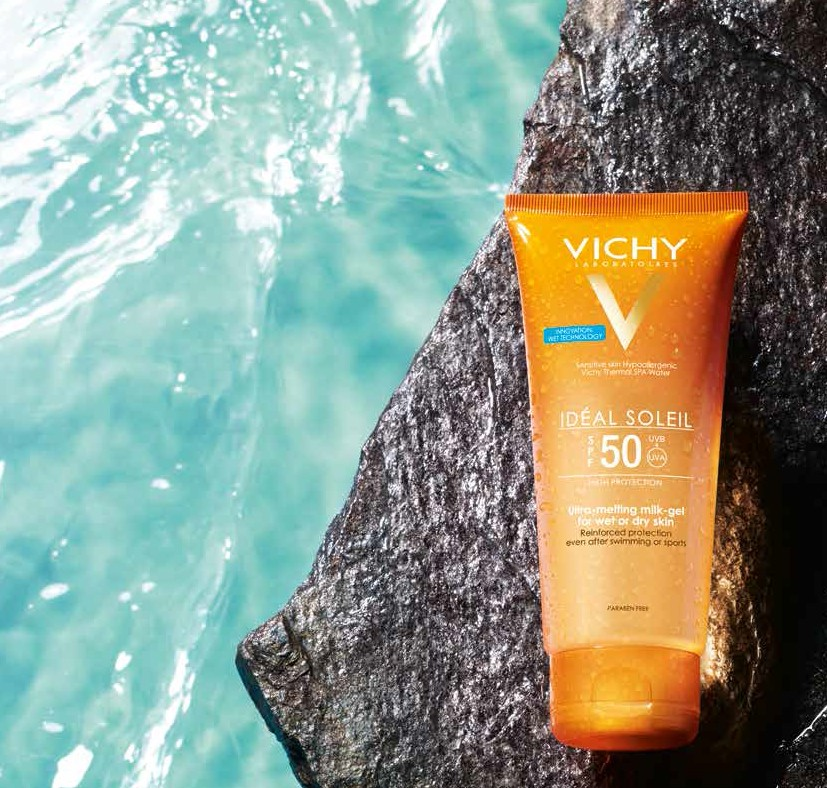 VICHY
LABORATOIRES
V
INNOVATION
WET TECHNOLOGY
Sensitive skin Hypoallergenic
Vichy Thermal SPA Water
IDÉAL SOLEIL
SPF 50 UVB
+
UVA
HIGH PROTECTION
Ultra-melting milk-gel
for wet or dry skin
Reinforced protection
even after swimming or sports
PARABEN FREE